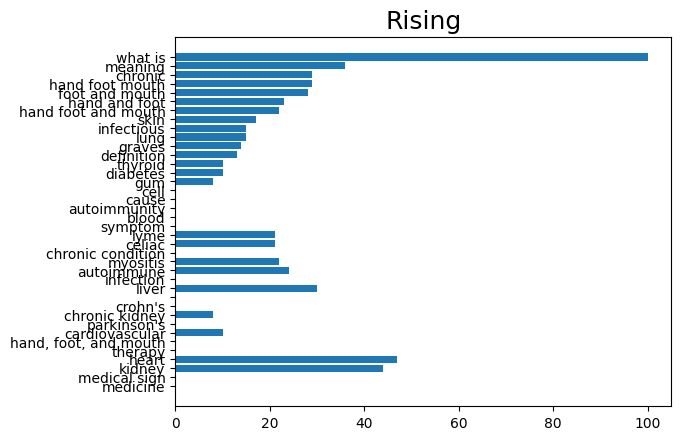 Rising
what is
meaning
chronic
hand foot mouth
foot and mouth
hand and foot
hand foot and mouth
skin
infectious
lung
graves
definition
thyroid
diabetes
gum
cell
cause
autoimmunity
blood
symptom
lyme
celiac
chronic condition
myositis
autoimmune
infection
liver
crohn's
chronic kidney
parkinson's
cardiovascular
hand, foot, and mouth
therapy
heart
kidney
medical sign
medicine
0 20 40 60 80 100